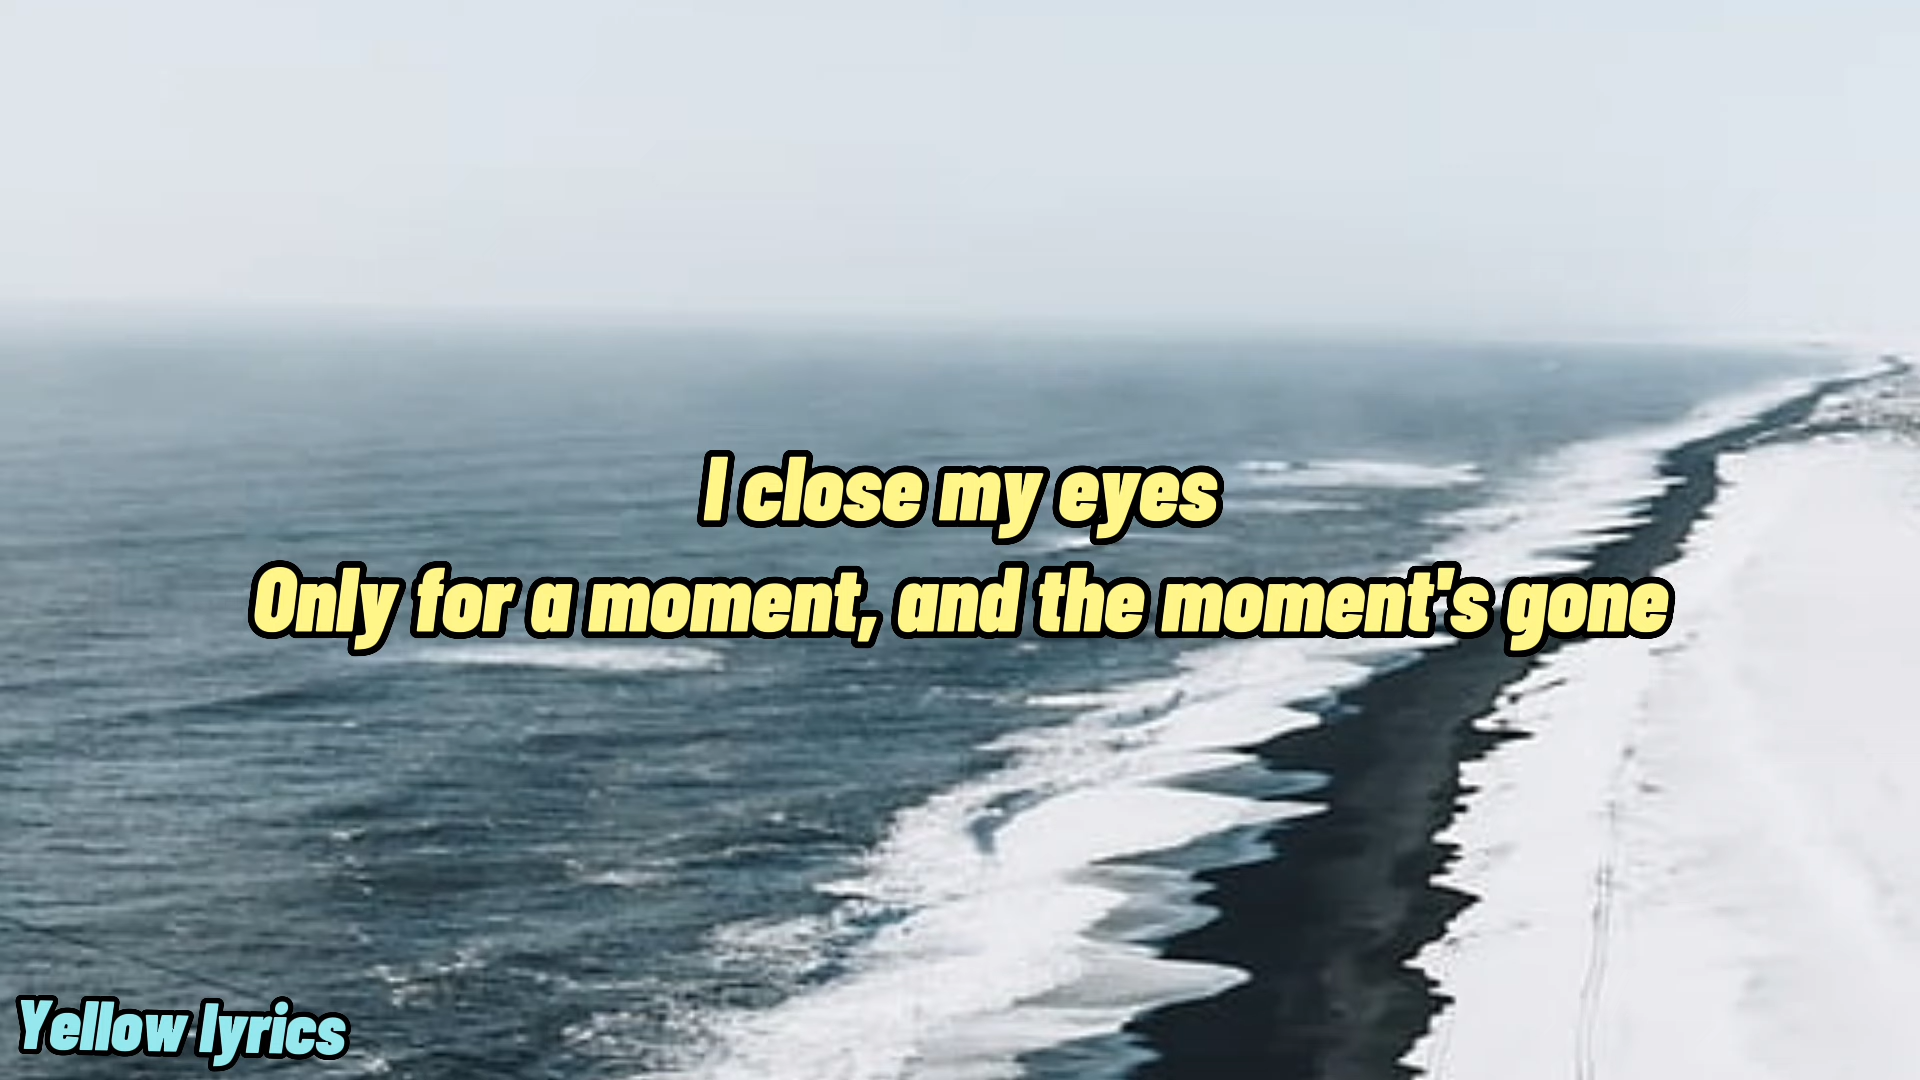 I close my eyes
Only for a moment, and the moment's gone
Yellow lyrics